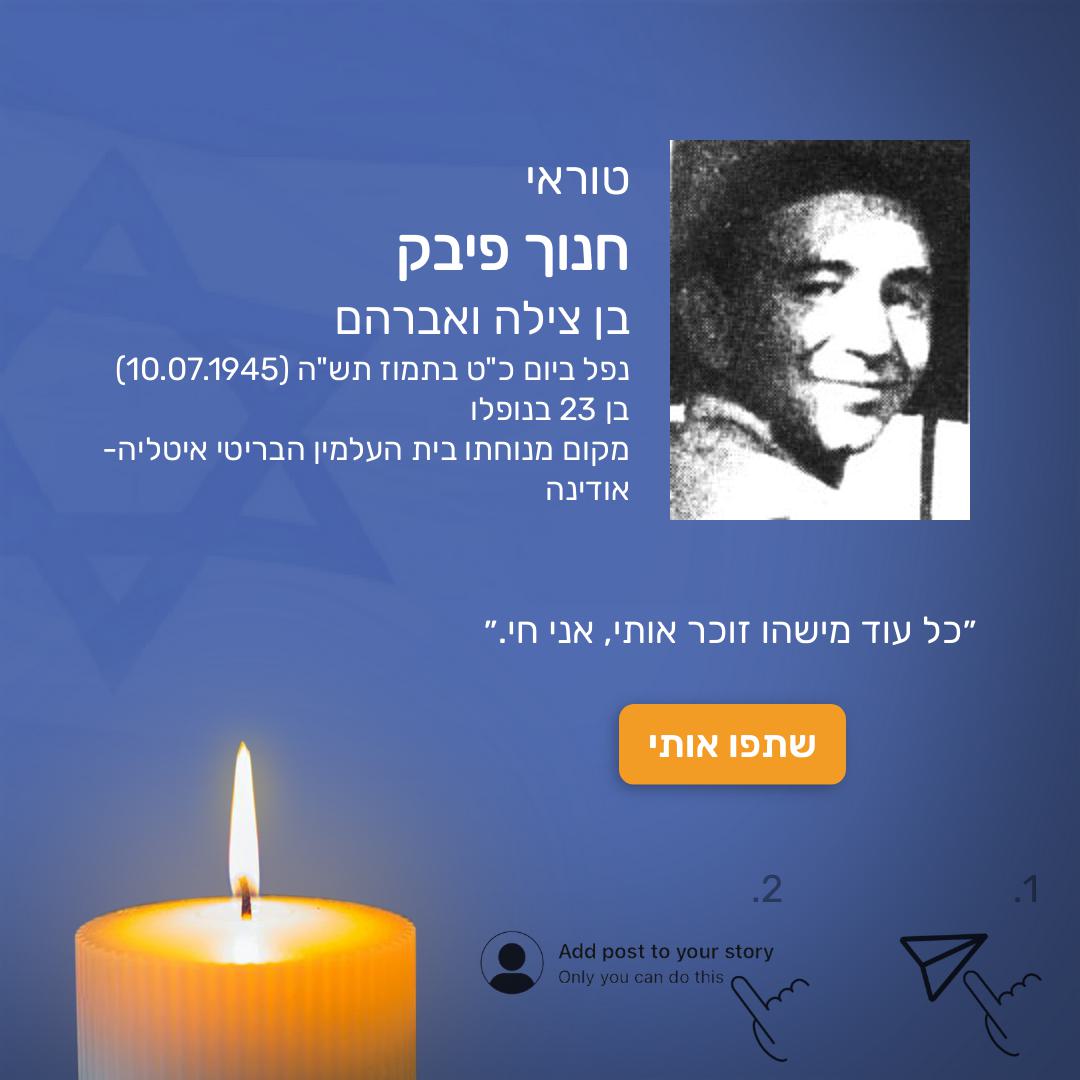 טוראי
חנוך פיבק
בן צילה ואברהם
נפל ביום כ"ט בתמוז תש"ה (10.07.1945)
בן 23 בנופלו
מקום מנוחתו בית העלמין הבריטי איטליה-
אודינה
״כל עוד מישהו זוכר אותי, אני חי.״
שתפו אותי
1.
2.
Add post to your story
Only you can do this